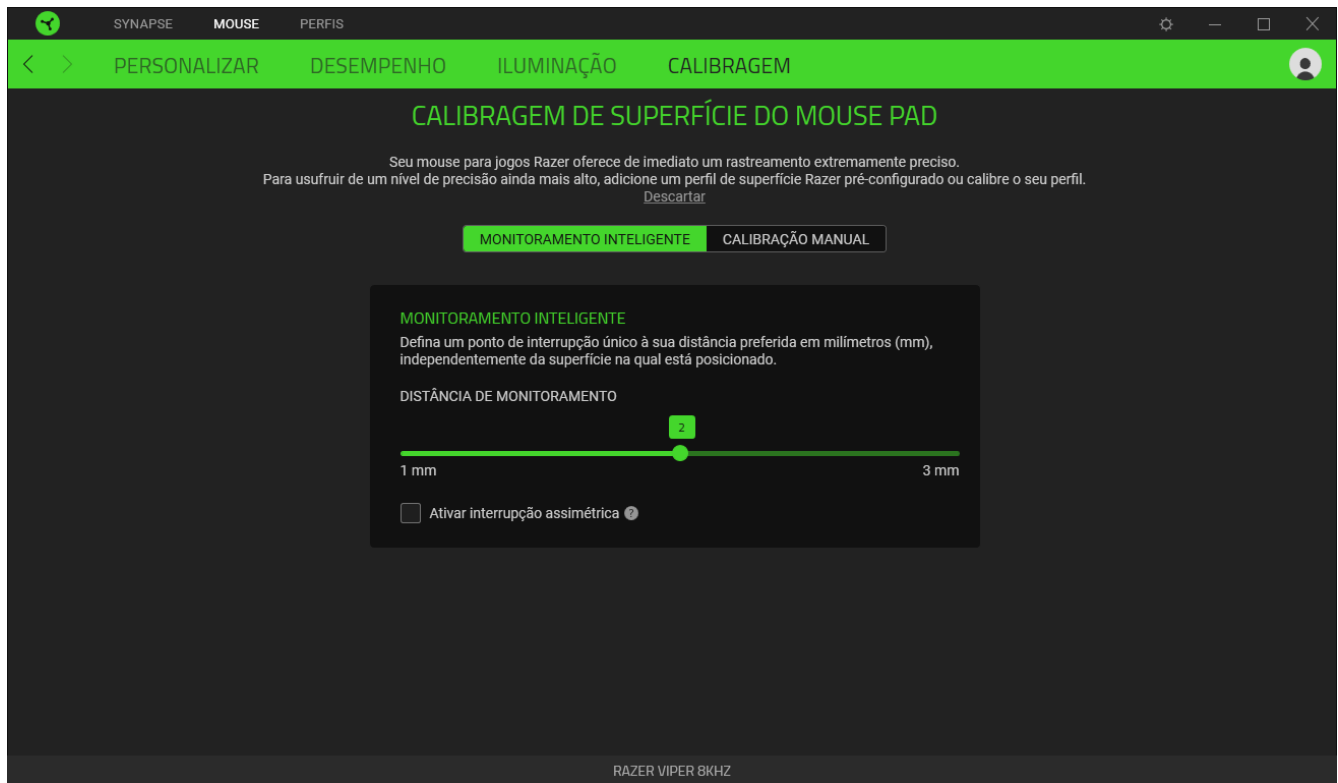 SYNAPSE MOUSE PERFIS
PERSONALIZAR DESEMPENHO ILUMINAÇÃO CALIBRAGEM
CALIBRAGEM DE SUPERFÍCIE DO MOUSE PAD
Seu mouse para jogos Razer oferece de imediato um rastreamento extremamente preciso.
Para usufruir de um nível de precisão ainda mais alto, adicione um perfil de superfície Razer pré-configurado ou calibre o seu perfil.
Descartar
MONITORAMENTO INTELIGENTE CALIBRAÇÃO MANUAL
MONITORAMENTO INTELIGENTE
Defina um ponto de interrupção único à sua distância preferida em milímetros (mm),
independentemente da superfície na qual está posicionado.
DISTÂNCIA DE MONITORAMENTO
2
1 mm 3 mm
Ativar interrupção assimétrica ?
RAZER VIPER 8KHZ